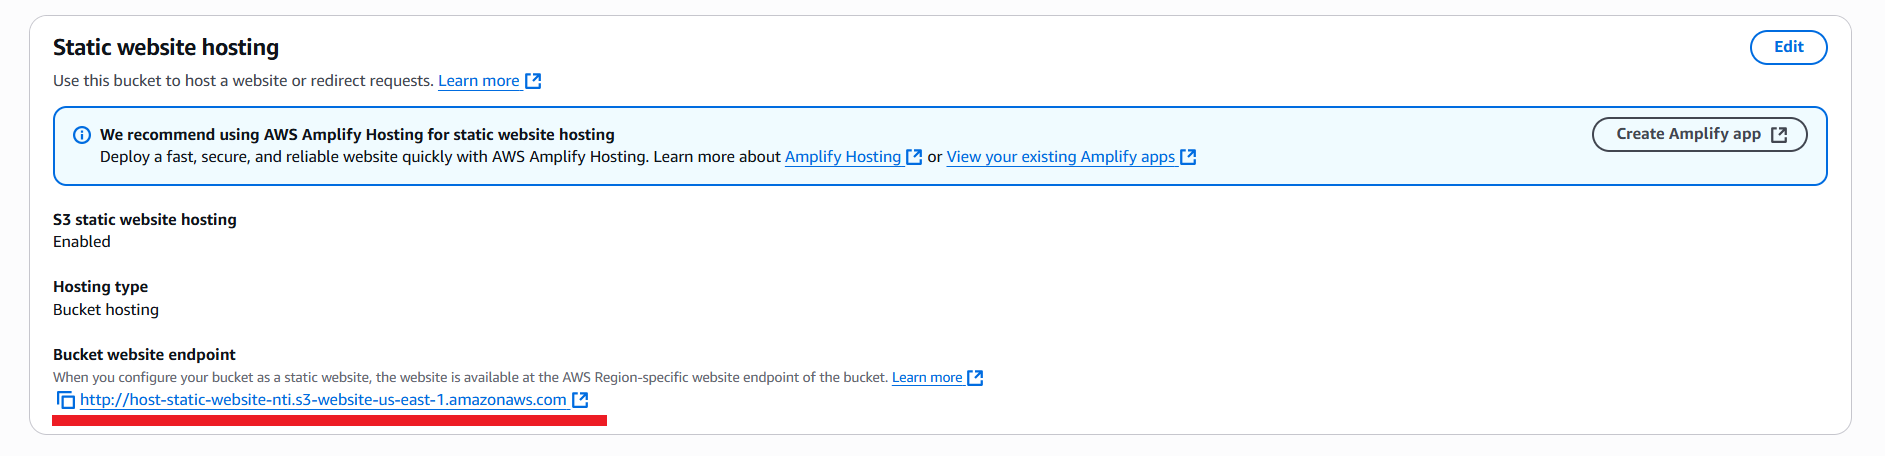 Static website hosting
Edit
Use this bucket to host a website or redirect requests. Learn more
We recommend using AWS Amplify Hosting for static website hosting
Create Amplify app
Deploy a fast, secure, and reliable website quickly with AWS Amplify Hosting. Learn more about Amplify Hosting or View your existing Amplify apps
S3 static website hosting
Enabled
Hosting type
Bucket hosting
Bucket website endpoint
When you configure your bucket as a static website, the website is available at the AWS Region-specific website endpoint of the bucket. Learn more
http://host-static-website-nti.s3-website-us-east-1.amazonaws.com